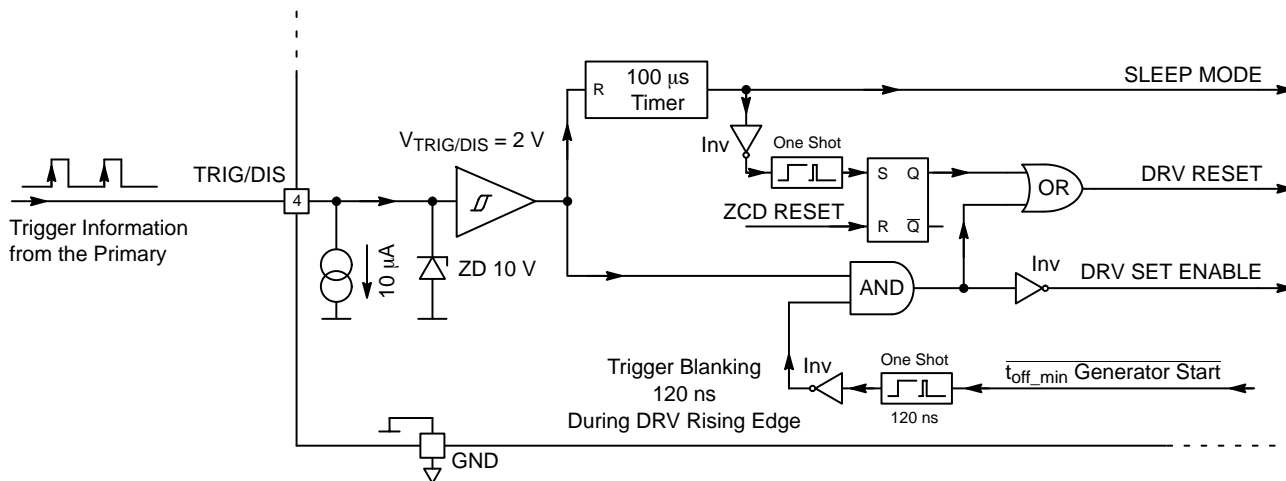 100 μs
Timer
R
SLEEP MODE
VTRIG/DIS = 2 V
Inv
One Shot
TRIG/DIS
4
S Q
OR
DRV RESET
ZCD RESET
R Q̅
Trigger Information
from the Primary
10 μA
ZD 10 V
AND
Inv
DRV SET ENABLE
Trigger Blanking
120 ns
During DRV Rising Edge
Inv
One Shot
120 ns
toff_min Generator Start
GND